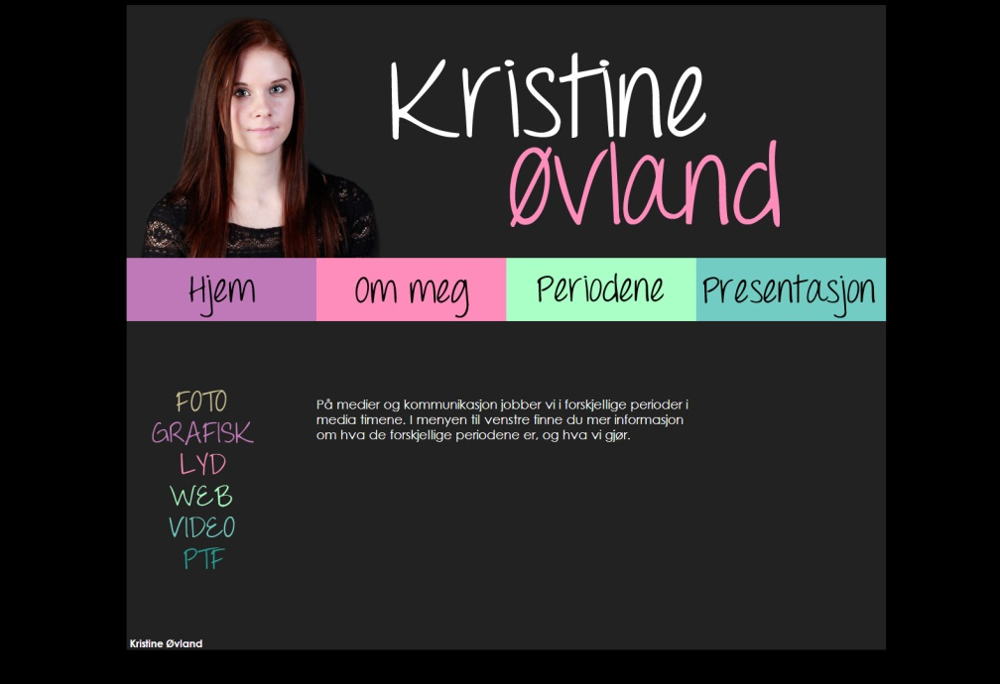 Kristine
Øvland
Hjem Om meg Periodene Presentasjon
FOTO
GRAFISK
LYD
WEB
VIDEO
PTF
På medier og kommunikasjon jobber vi i forskjellige perioder i
media timene. I menyen til venstre finne du mer informasjon
om hva de forskjellige periodene er, og hva vi gjør.
Kristine Øvland